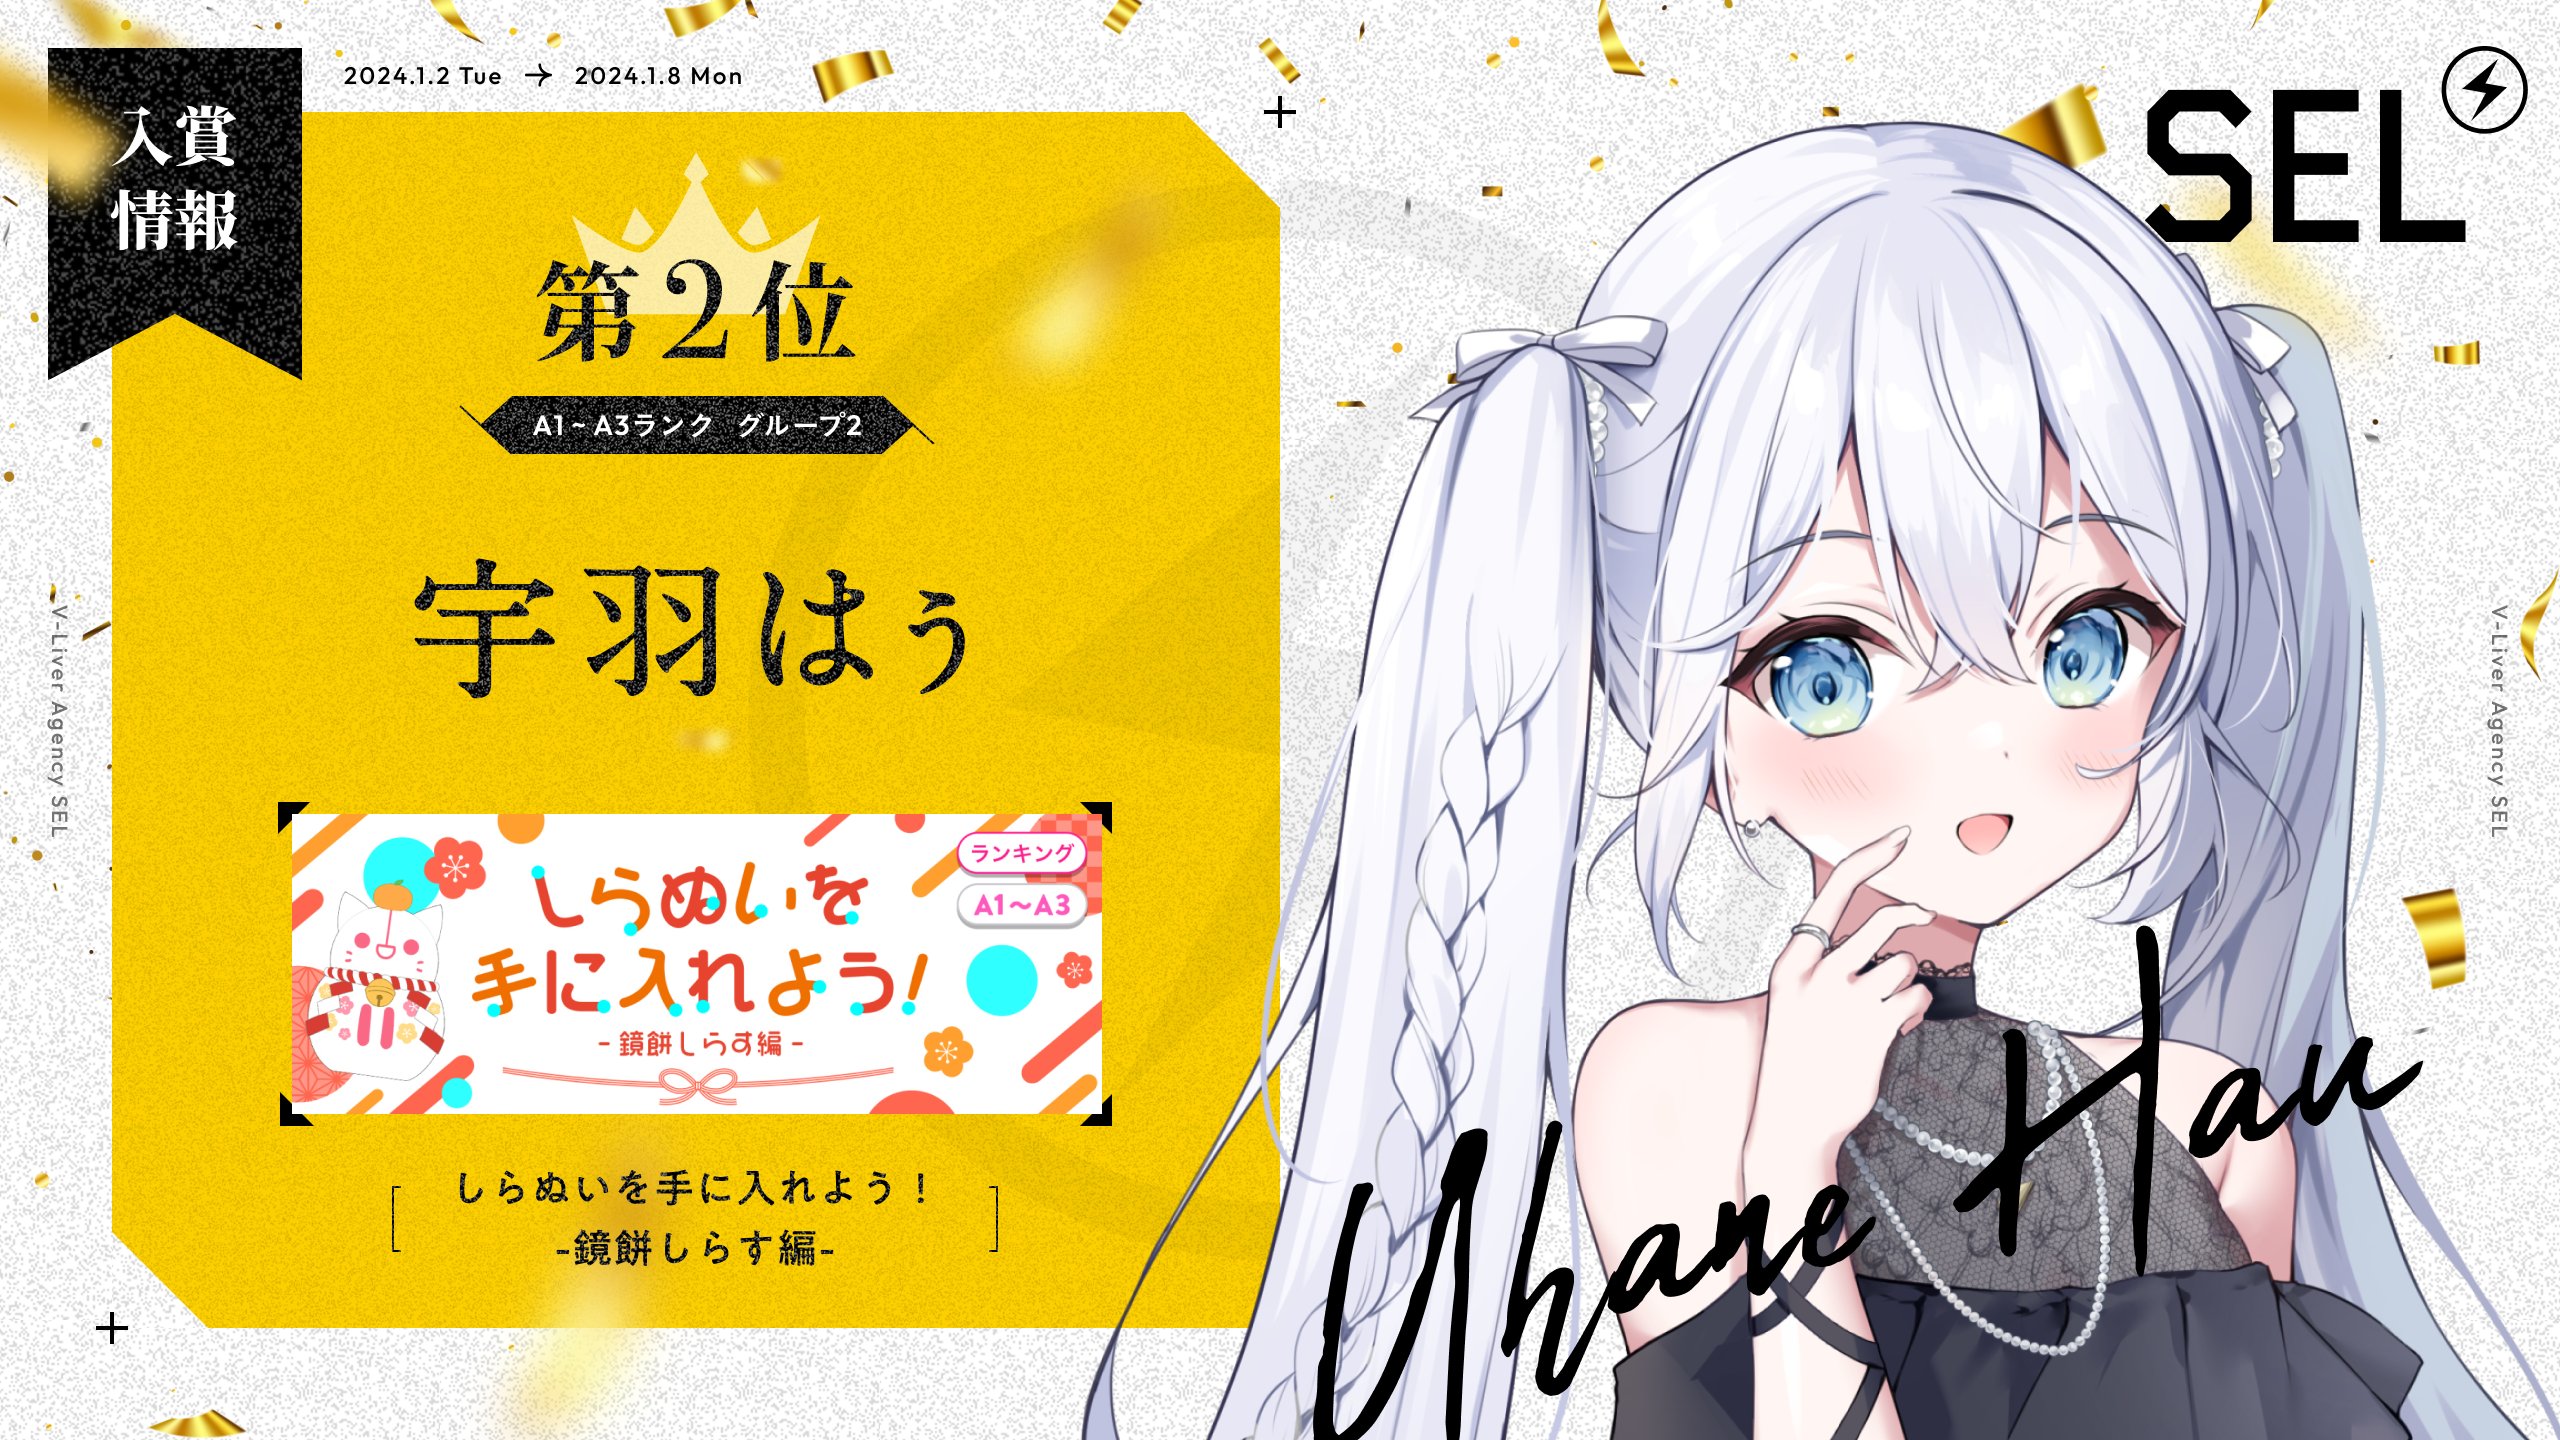 入賞
情報
2024.1.2 Tue → 2024.1.8 Mon
SEL
第2位
A1~A3ランク グループ2
宇羽はぅ
ランキング
A1〜A3
しらぬいを
手に入れよう!
- 鏡餅しらす編 -
しらぬいを手に入れよう！
-鏡餅しらす編-
Uhane Hau
V-Liver Agency SEL
V-Liver Agency SEL